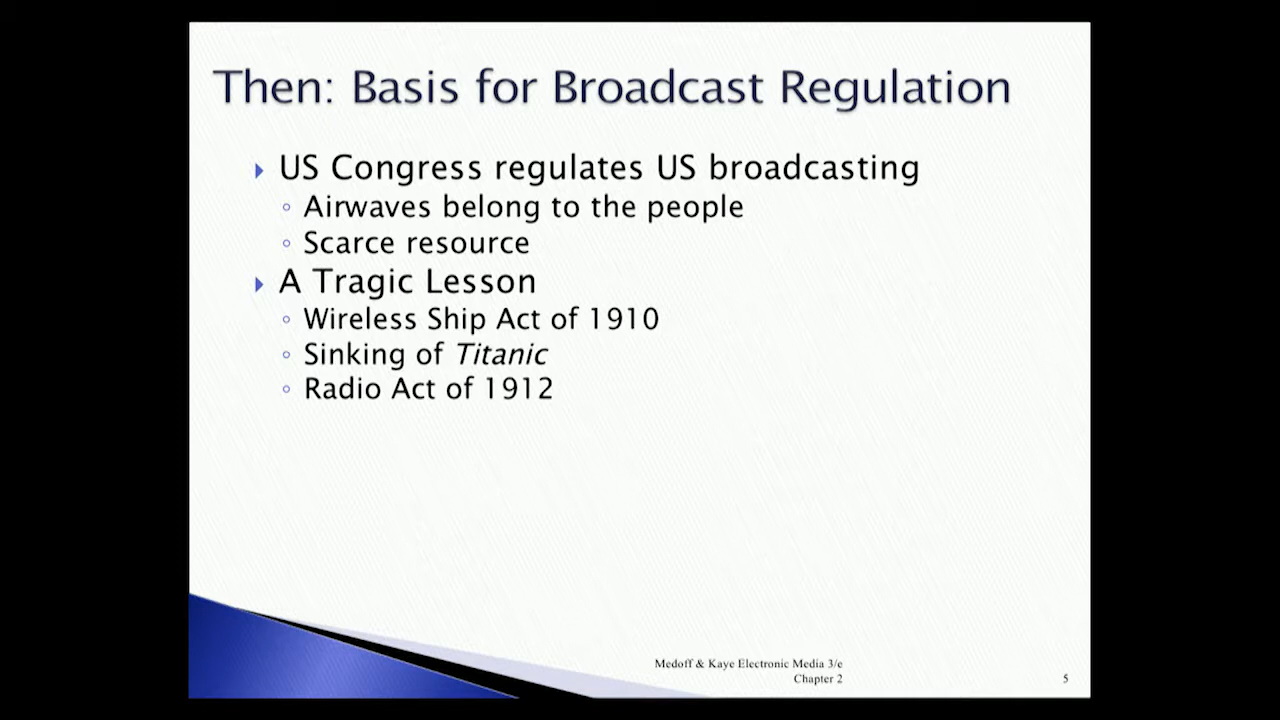 Then: Basis for Broadcast Regulation
US Congress regulates US broadcasting
Airwaves belong to the people
Scarce resource
A Tragic Lesson
Wireless Ship Act of 1910
Sinking of Titanic
Radio Act of 1912
Medoff & Kaye Electronic Media 3/e
Chapter 2
5